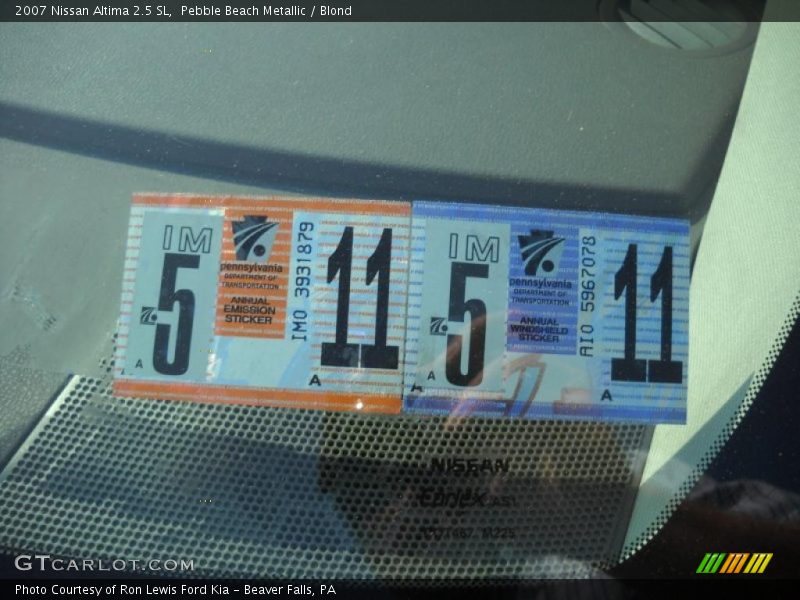 2007 Nissan Altima 2.5 SL, Pebble Beach Metallic / Blond
IM
5
A
pennsylvania
DEPARTMENT OF
TRANSPORTATION
ANNUAL
EMISSION
STICKER
IM0 3931879
11
A
IM
5
A
pennsylvania
DEPARTMENT OF
TRANSPORTATION
ANNUAL
WINDSHIELD
STICKER
AI0 5967078
11
A
NISSAN
GTCARLOT.COM
Photo Courtesy of Ron Lewis Ford Kia - Beaver Falls, PA